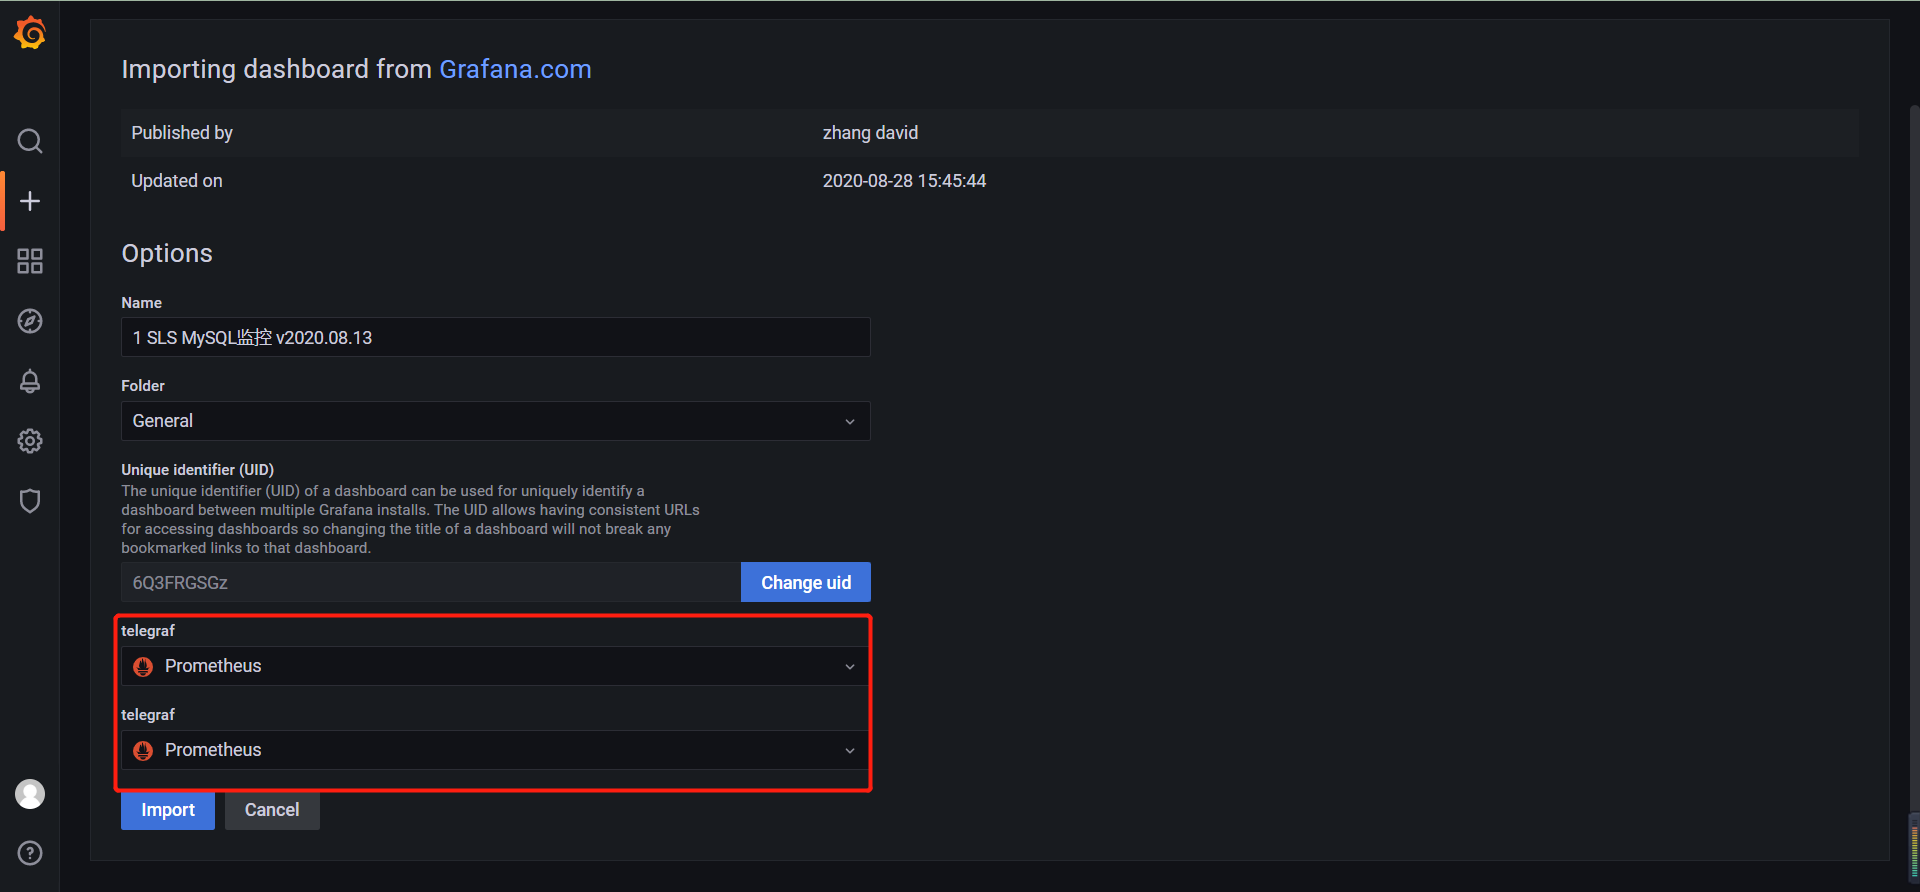 Importing dashboard from Grafana.com
Published by zhang david
Updated on 2020-08-28 15:45:44
Options
Name
1 SLS MySQL监控 v2020.08.13
Folder
General
Unique identifier (UID)
The unique identifier (UID) of a dashboard can be used for uniquely identify a
dashboard between multiple Grafana installs. The UID allows having consistent URLs
for accessing dashboards so changing the title of a dashboard will not break any
bookmarked links to that dashboard.
6Q3FRGSGz Change uid
telegraf
Prometheus
telegraf
Prometheus
Import Cancel